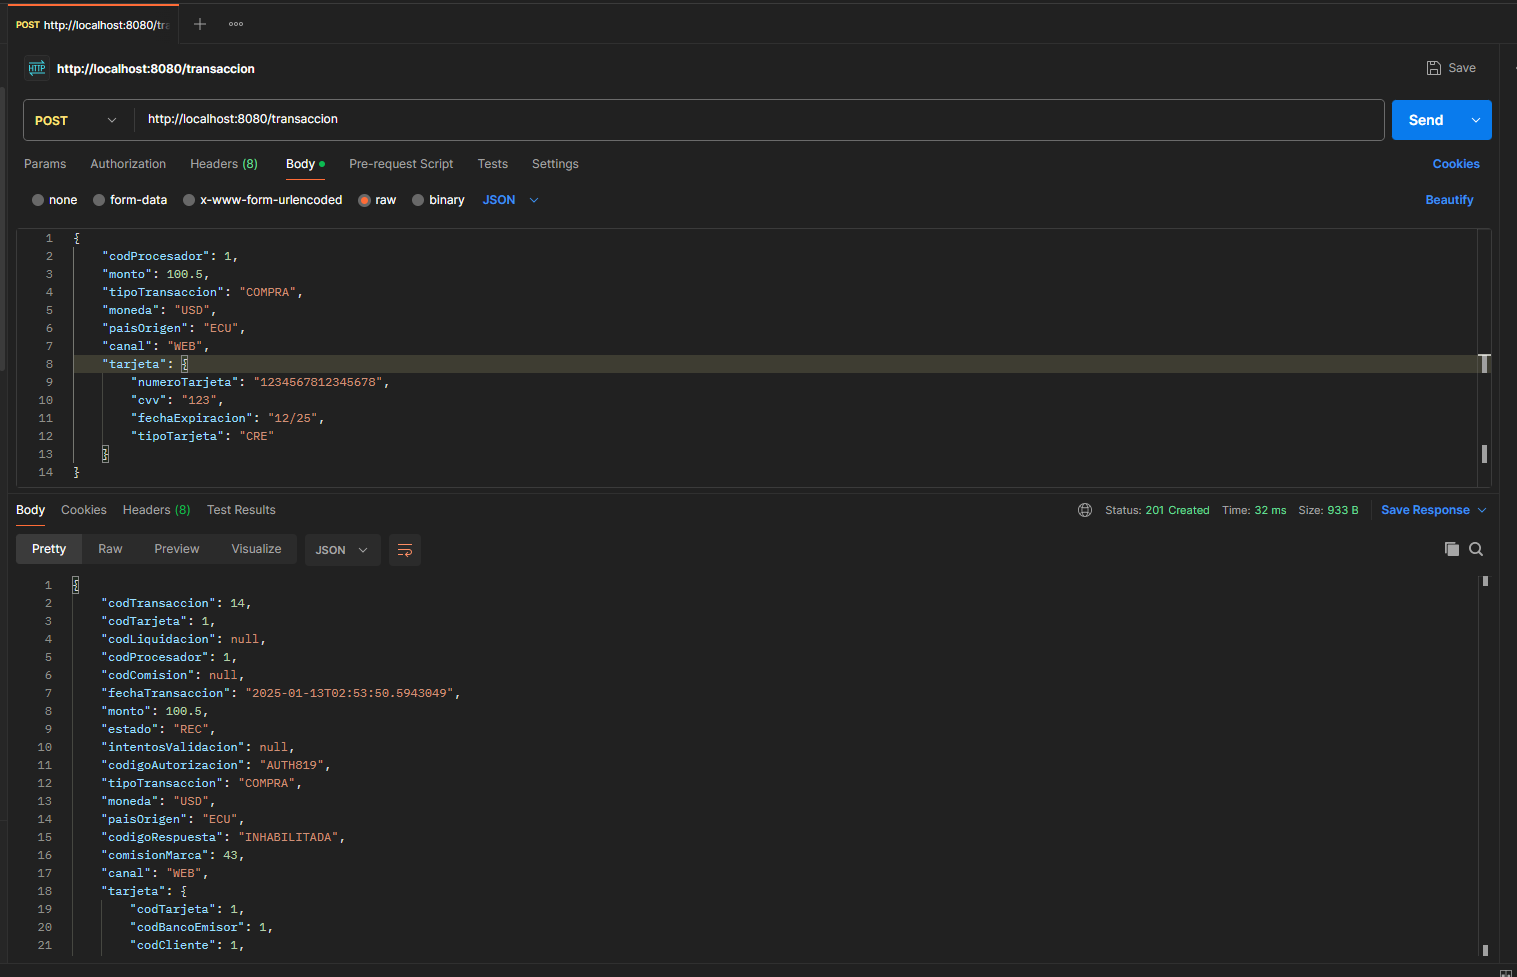 POST http://localhost:8080/tra
HTTP http://localhost:8080/transaccion
Save
POST http://localhost:8080/transaccion
Send
Params Authorization Headers (8) Body Pre-request Script Tests Settings Cookies
none form-data x-www-form-urlencoded raw binary JSON Beautify
1 {
2 "codProcesador": 1,
3 "monto": 100.5,
4 "tipoTransaccion": "COMPRA",
5 "moneda": "USD",
6 "paisOrigen": "ECU",
7 "canal": "WEB",
8 "tarjeta": {
9 "numeroTarjeta": "1234567812345678",
10 "cvv": "123",
11 "fechaExpiracion": "12/25",
12 "tipoTarjeta": "CRE"
13 }
14 }
Body Cookies Headers (8) Test Results Status: 201 Created Time: 32 ms Size: 933 B Save Response
Pretty Raw Preview Visualize JSON
1 {
2 "codTransaccion": 14,
3 "codTarjeta": 1,
4 "codLiquidacion": null,
5 "codProcesador": 1,
6 "codComision": null,
7 "fechaTransaccion": "2025-01-13T02:53:50.5943049",
8 "monto": 100.5,
9 "estado": "REC",
10 "intentosValidacion": null,
11 "codigoAutorizacion": "AUTH819",
12 "tipoTransaccion": "COMPRA",
13 "moneda": "USD",
14 "paisOrigen": "ECU",
15 "codigoRespuesta": "INHABILITADA",
16 "comisionMarca": 43,
17 "canal": "WEB",
18 "tarjeta": {
19 "codTarjeta": 1,
20 "codBancoEmisor": 1,
21 "codCliente": 1,